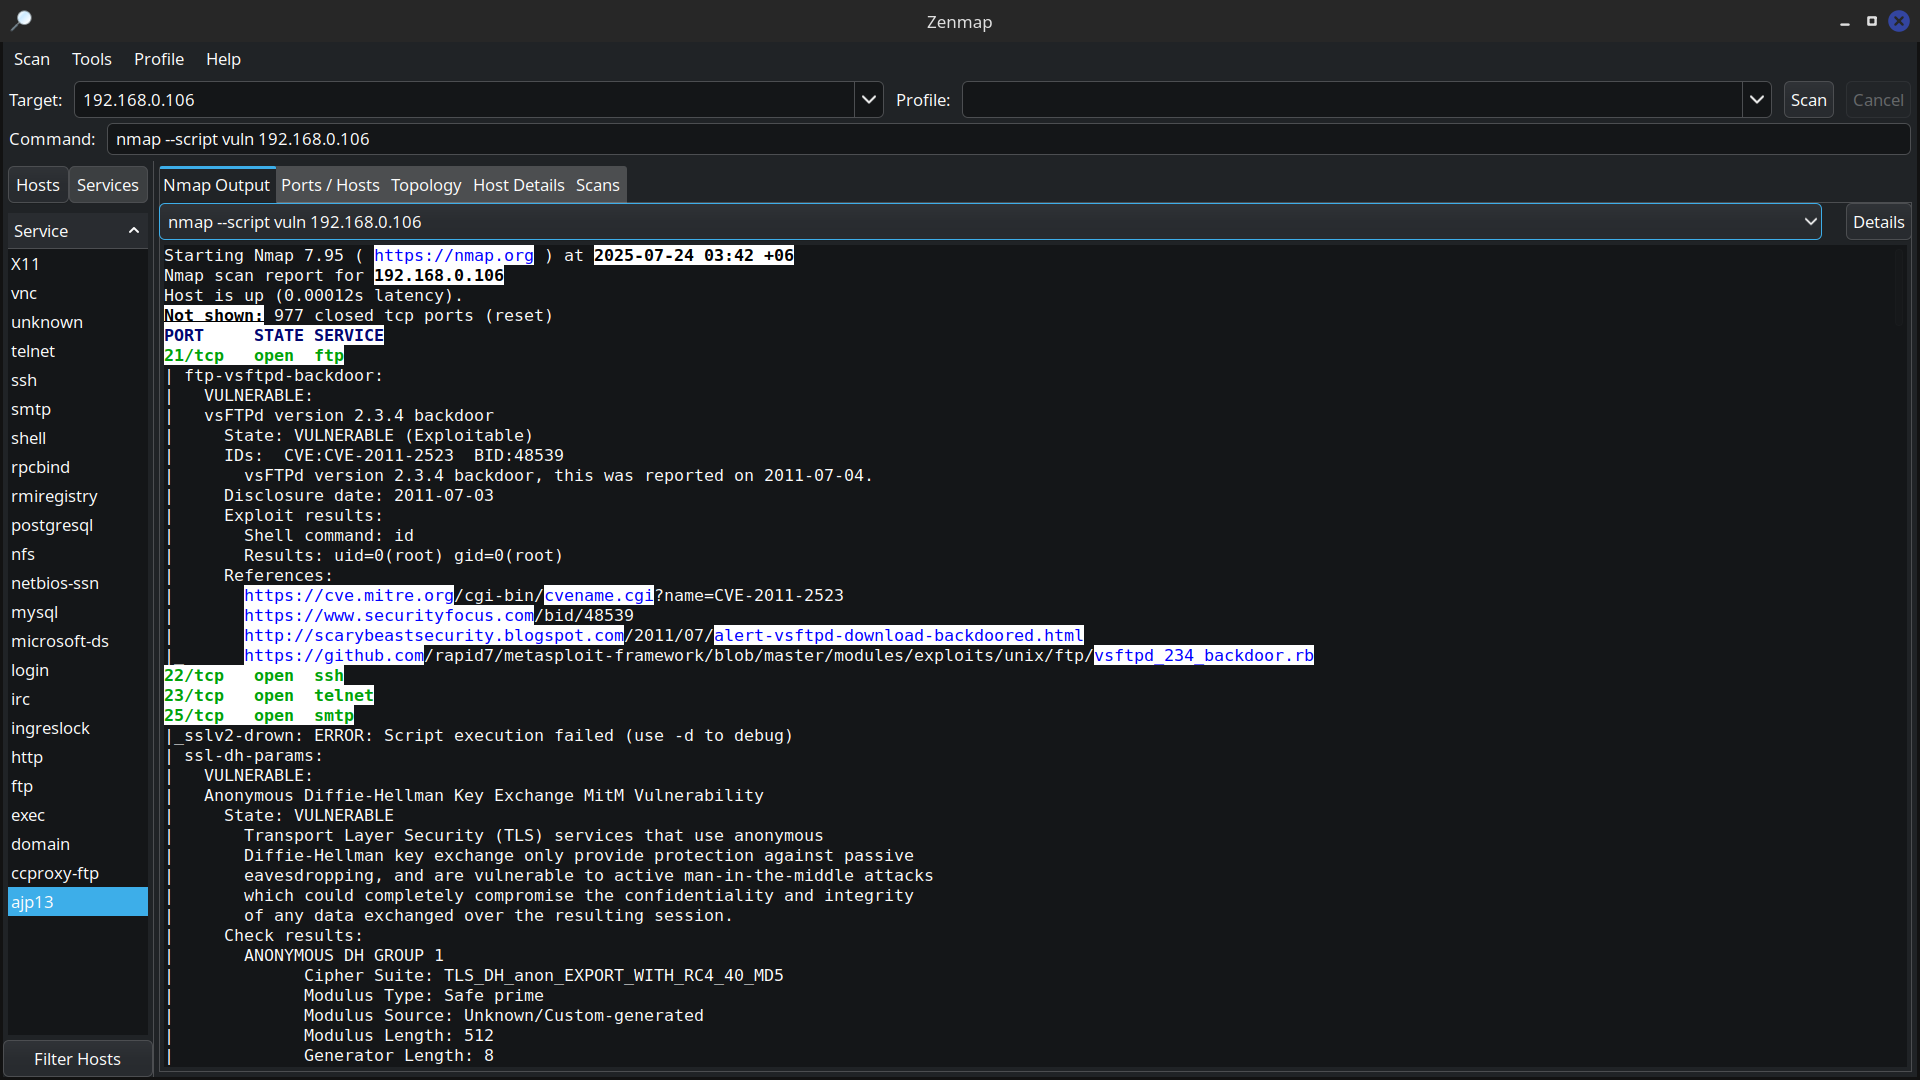 Zenmap
Scan Tools Profile Help
Target: 192.168.0.106 Profile: Scan Cancel
Command: nmap --script vuln 192.168.0.106
Hosts Services
Service
X11
vnc
unknown
telnet
ssh
smtp
shell
rpcbind
rmiregistry
postgresql
nfs
netbios-ssn
mysql
microsoft-ds
login
irc
ingreslock
http
ftp
exec
domain
ccproxy-ftp
ajp13
Filter Hosts
Nmap Output Ports / Hosts Topology Host Details Scans
nmap --script vuln 192.168.0.106 Details
Starting Nmap 7.95 ( https://nmap.org ) at 2025-07-24 03:42 +06
Nmap scan report for 192.168.0.106
Host is up (0.00012s latency).
Not shown: 977 closed tcp ports (reset)
PORT     STATE SERVICE
21/tcp   open  ftp
| ftp-vsftpd-backdoor:
|   VULNERABLE:
|   vsFTPd version 2.3.4 backdoor
|     State: VULNERABLE (Exploitable)
|     IDs:  CVE:CVE-2011-2523  BID:48539
|       vsFTPd version 2.3.4 backdoor, this was reported on 2011-07-04.
|     Disclosure date: 2011-07-03
|     Exploit results:
|       Shell command: id
|       Results: uid=0(root) gid=0(root)
|     References:
|       https://cve.mitre.org/cgi-bin/cvename.cgi?name=CVE-2011-2523
|       https://www.securityfocus.com/bid/48539
|       http://scarybeastsecurity.blogspot.com/2011/07/alert-vsftpd-download-backdoored.html
|_      https://github.com/rapid7/metasploit-framework/blob/master/modules/exploits/unix/ftp/vsftpd_234_backdoor.rb
22/tcp   open  ssh
23/tcp   open  telnet
25/tcp   open  smtp
|_sslv2-drown: ERROR: Script execution failed (use -d to debug)
| ssl-dh-params:
|   VULNERABLE:
|   Anonymous Diffie-Hellman Key Exchange MitM Vulnerability
|     State: VULNERABLE
|       Transport Layer Security (TLS) services that use anonymous
|       Diffie-Hellman key exchange only provide protection against passive
|       eavesdropping, and are vulnerable to active man-in-the-middle attacks
|       which could completely compromise the confidentiality and integrity
|       of any data exchanged over the resulting session.
|     Check results:
|       ANONYMOUS DH GROUP 1
|             Cipher Suite: TLS_DH_anon_EXPORT_WITH_RC4_40_MD5
|             Modulus Type: Safe prime
|             Modulus Source: Unknown/Custom-generated
|             Modulus Length: 512
|             Generator Length: 8